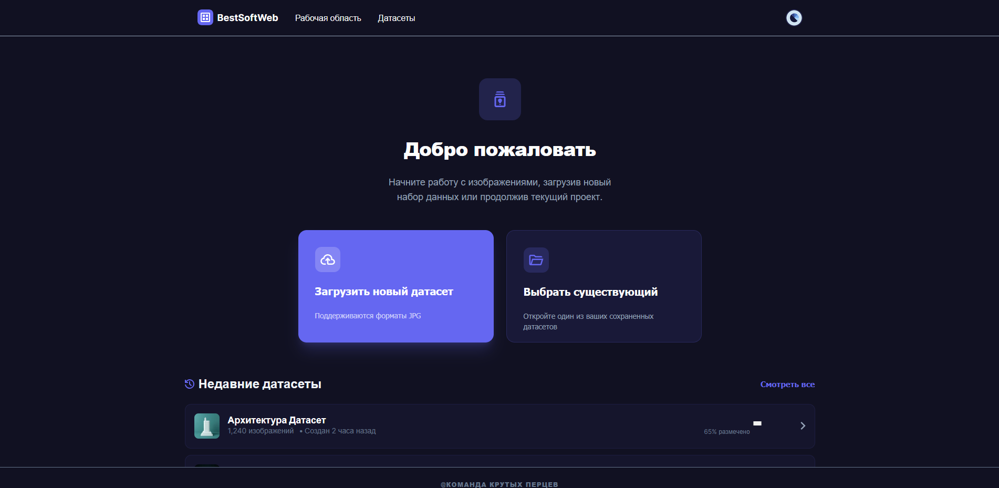 BestSoftWeb
Рабочая область
Датасеты
Добро пожаловать
Начните работу с изображениями, загрузив новый
набор данных или продолжив текущий проект.
Загрузить новый датасет
Поддерживаются форматы JPG
Выбрать существующий
Откройте один из ваших сохраненных
датасетов
Недавние датасеты
Смотреть все
Архитектура Датасет
1,240 изображений • Создан 2 часа назад
65% размечено
@КОМАНДА КРУТЫХ ПЕРЦЕВ